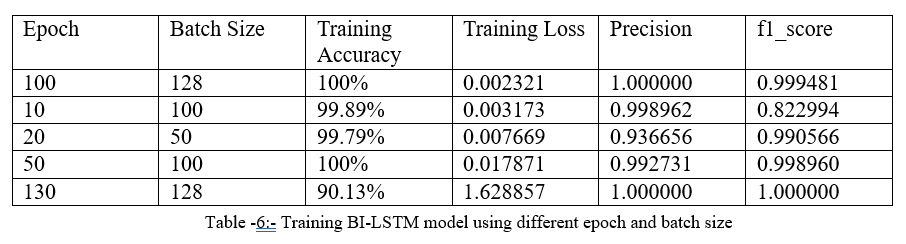 Epoch Batch Size Training Accuracy Training Loss Precision f1_score
100 128 100% 0.002321 1.000000 0.999481
10 100 99.89% 0.003173 0.998962 0.822994
20 50 99.79% 0.007669 0.936656 0.990566
50 100 100% 0.017871 0.992731 0.998960
130 128 90.13% 1.628857 1.000000 1.000000
Table -6:- Training BI-LSTM model using different epoch and batch size